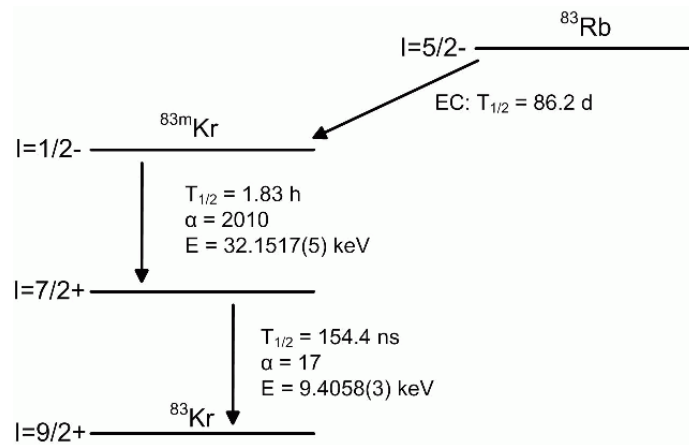 ⁸³Rb
I=5/2-
EC: T₁/₂ = 86.2 d
⁸³ᵐKr
I=1/2-
T₁/₂ = 1.83 h
α = 2010
E = 32.1517(5) keV
I=7/2+
T₁/₂ = 154.4 ns
α = 17
E = 9.4058(3) keV
⁸³Kr
I=9/2+